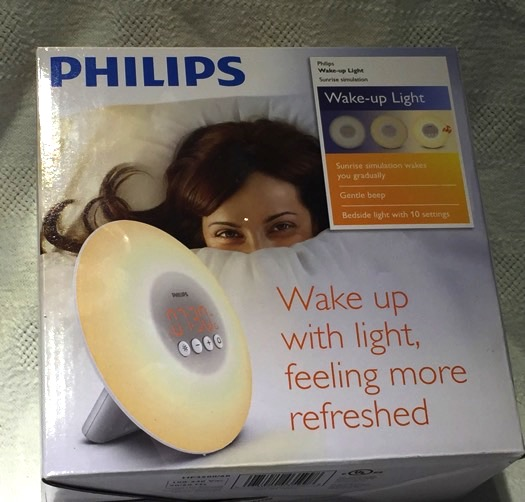 PHILIPS
Philips
Wake-up Light
Sunrise simulation
Wake-up Light
Sunrise simulation wakes
you gradually
Gentle beep
Bedside light with 10 settings
PHILIPS
Wake up
with light,
feeling more
refreshed